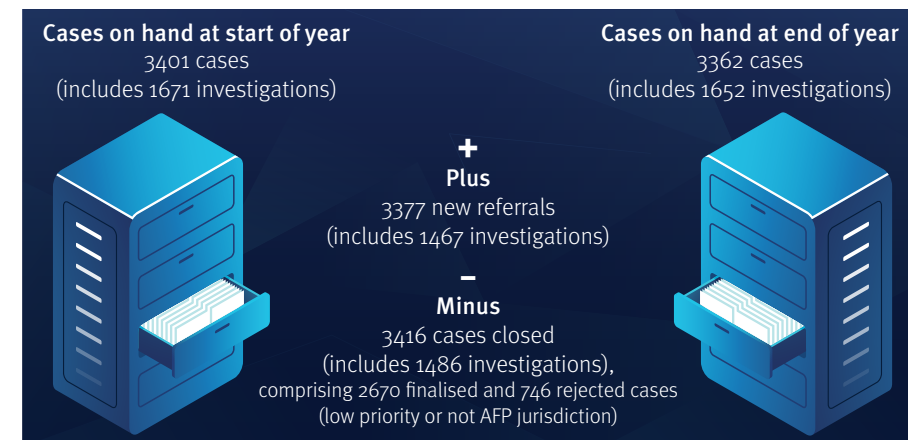 Cases on hand at start of year
3401 cases
(includes 1671 investigations)
Cases on hand at end of year
3362 cases
(includes 1652 investigations)
+
Plus
3377 new referrals
(includes 1467 investigations)
–
Minus
3416 cases closed
(includes 1486 investigations),
comprising 2670 finalised and 746 rejected cases
(low priority or not AFP jurisdiction)